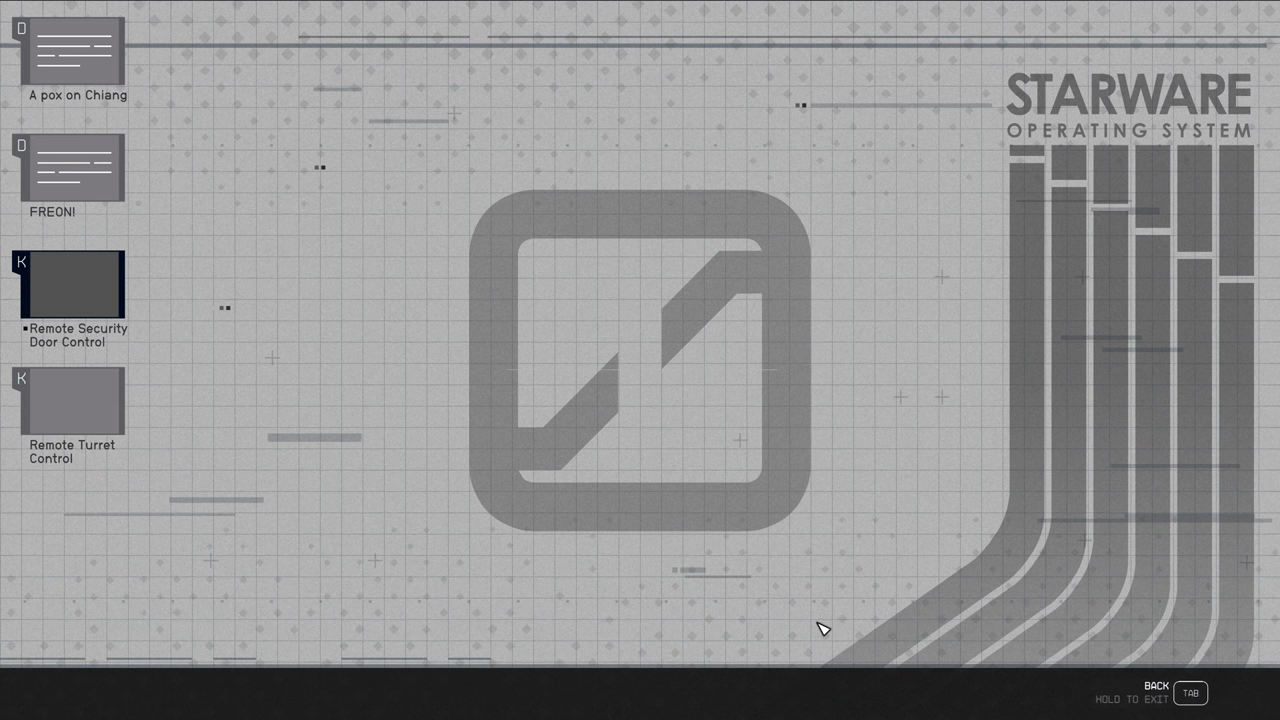 D
A pox on Chiang
D
FREON!
K
Remote Security
Door Control
K
Remote Turret
Control
STARWARE
OPERATING SYSTEM
BACK
HOLD TO EXIT
TAB